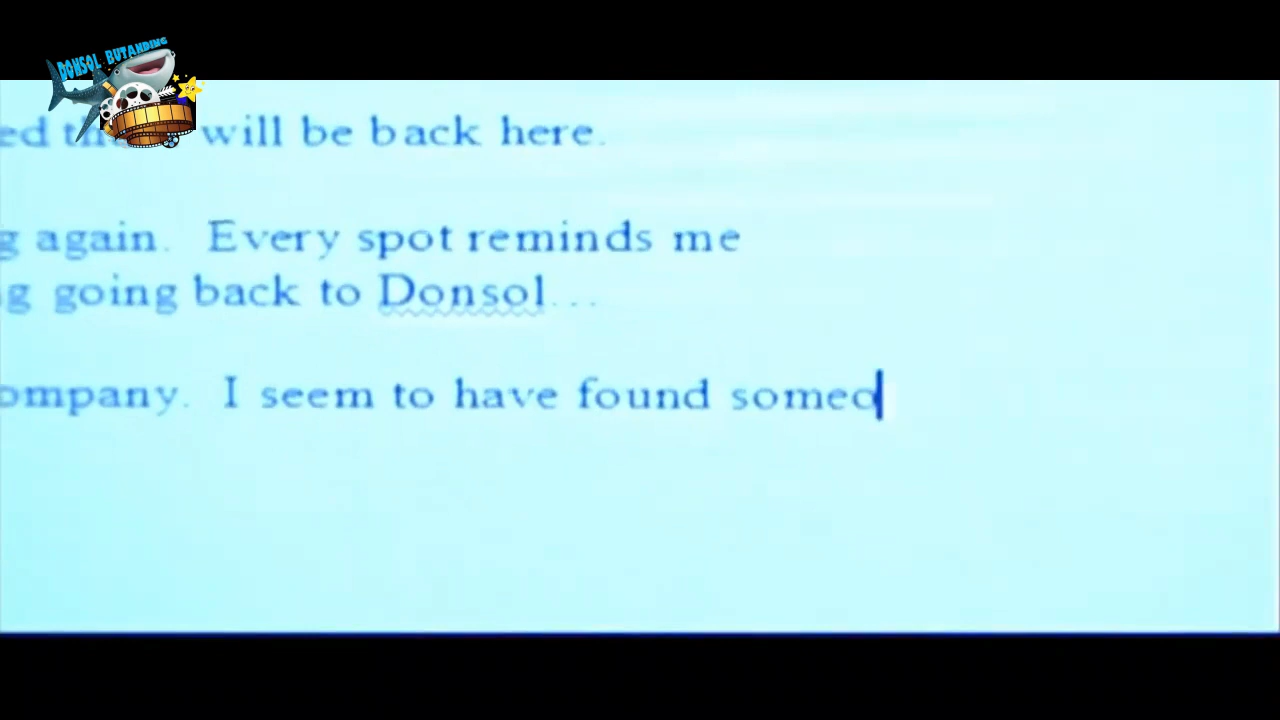 DONSOL BUTANDING
will be back here.
again. Every spot reminds me
going back to Donsol...
I seem to have found someo